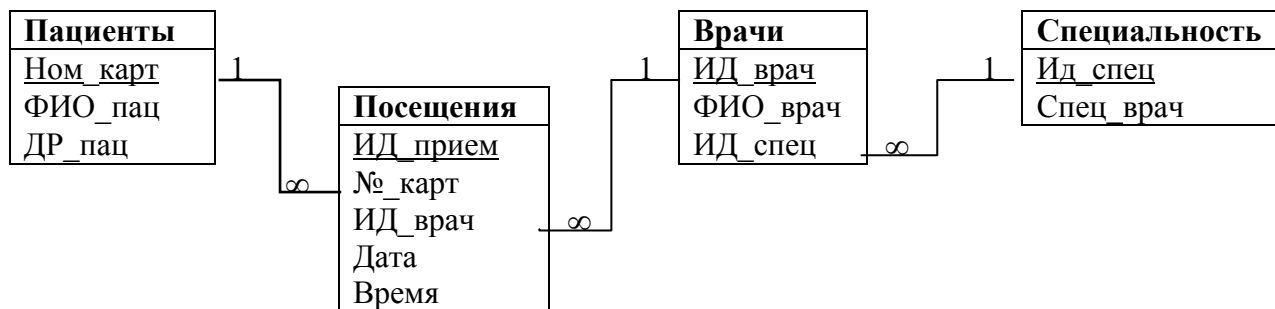 Пациенты
Ном_карт
ФИО_пац
ДР_пац
1
∞
Посещения
ИД_прием
№_карт
ИД_врач
Дата
Время
∞
1
Врачи
ИД_врач
ФИО_врач
ИД_спец
∞
1
Специальность
Ид_спец
Спец_врач